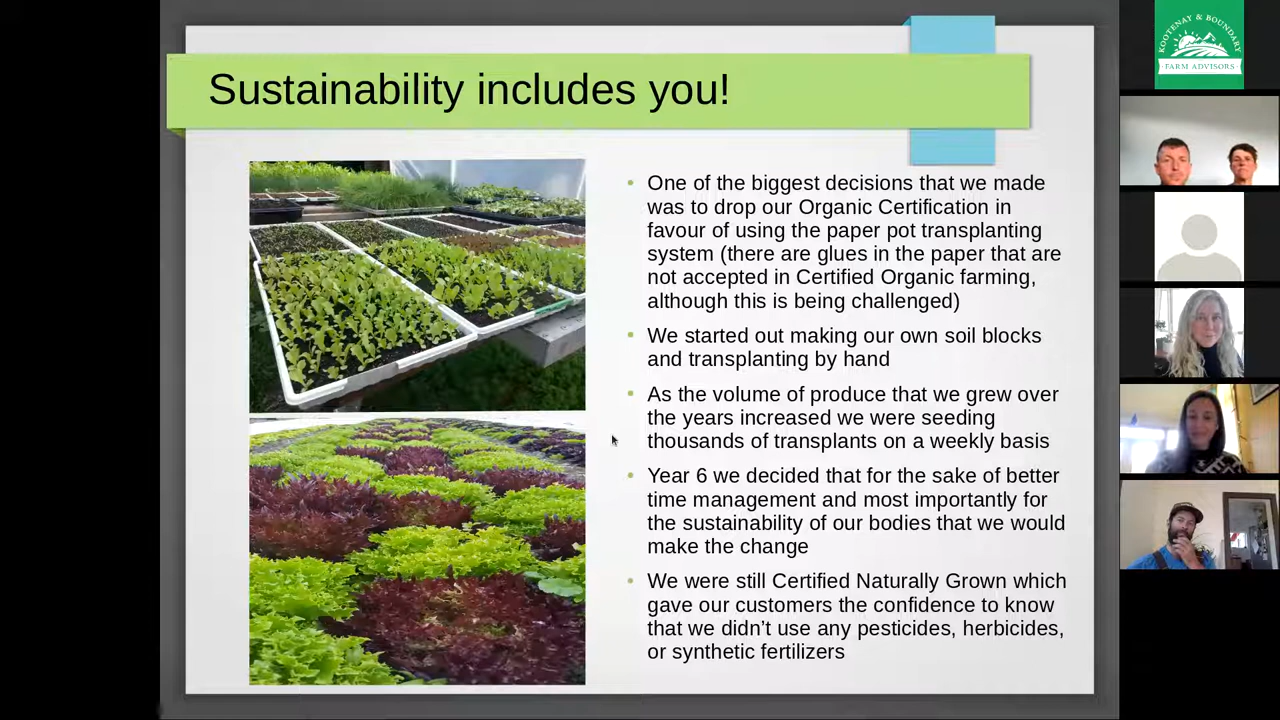 Sustainability includes you!
One of the biggest decisions that we made
was to drop our Organic Certification in
favour of using the paper pot transplanting
system (there are glues in the paper that are
not accepted in Certified Organic farming,
although this is being challenged)
We started out making our own soil blocks
and transplanting by hand
As the volume of produce that we grew over
the years increased we were seeding
thousands of transplants on a weekly basis
Year 6 we decided that for the sake of better
time management and most importantly for
the sustainability of our bodies that we would
make the change
We were still Certified Naturally Grown which
gave our customers the confidence to know
that we didn’t use any pesticides, herbicides,
or synthetic fertilizers
KOOTENAY & BOUNDARY
FARM ADVISORS